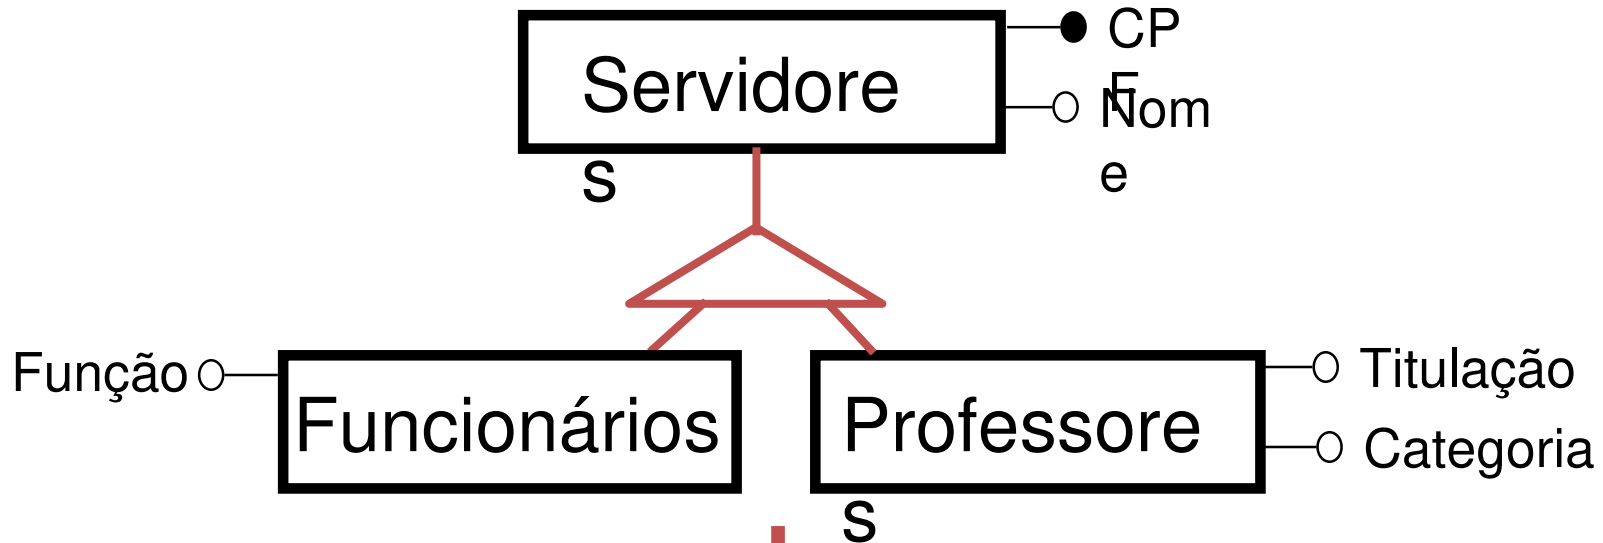 CP
F
Servidore
s
Nom
e
Função
Funcionários
Professore
s
Titulação
Categoria